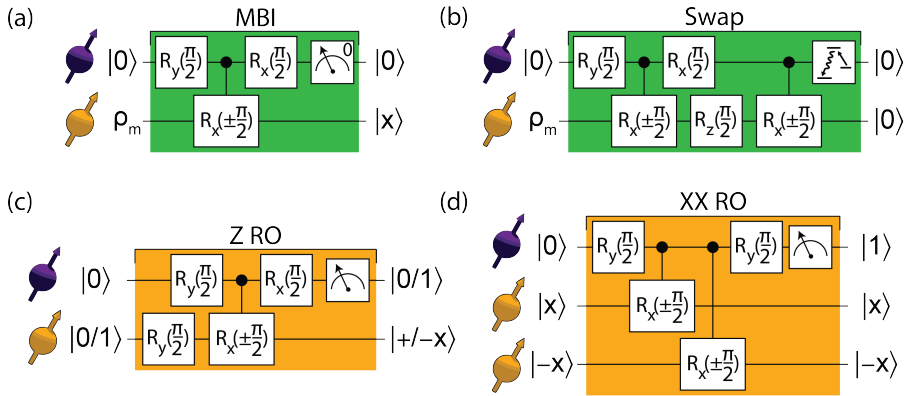 (a) MBI
|0⟩ R_y(π/2) R_x(π/2) 0 |0⟩
ρ_m R_x(±π/2) |x⟩
(b) Swap
|0⟩ R_y(π/2) R_x(π/2) |0⟩
ρ_m R_x(±π/2) R_z(π/2) R_x(±π/2) |0⟩
(c) Z RO
|0⟩ R_y(π/2) R_x(π/2) |0/1⟩
|0/1⟩ R_y(π/2) R_x(±π/2) |+/−x⟩
(d) XX RO
|0⟩ R_y(π/2) R_y(π/2) |1⟩
|x⟩ R_x(±π/2) |x⟩
|−x⟩ R_x(±π/2) |−x⟩